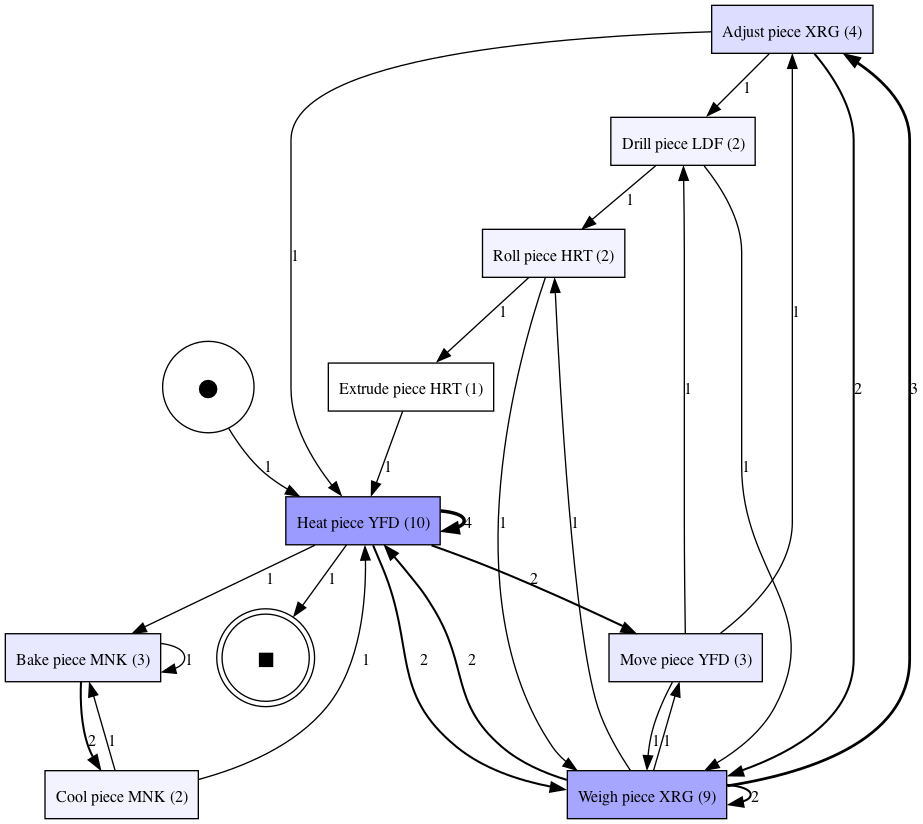 Adjust piece XRG (4)
1
Drill piece LDF (2)
1
Roll piece HRT (2)
1
1
1
Extrude piece HRT (1)
1
2
3
1
1
1
Heat piece YFD (10)
4
1
1
1
1
2
Bake piece MNK (3)
1
1
2
2
Move piece YFD (3)
2
1
1
1
Cool piece MNK (2)
Weigh piece XRG (9)
2